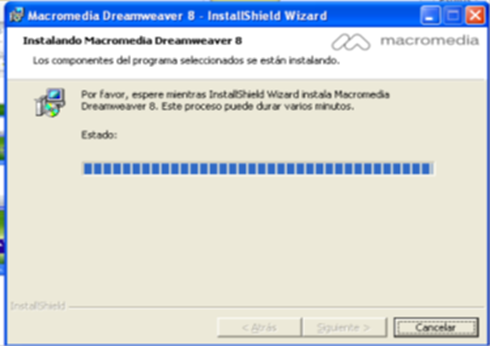 Macromedia Dreamweaver 8 - InstallShield Wizard
Instalando Macromedia Dreamweaver 8
macromedia
Los componentes del programa seleccionados se están instalando.
Por favor, espere mientras InstallShield Wizard instala Macromedia
Dreamweaver 8. Este proceso puede durar varios minutos.
Estado:
InstallShield
< Atrás
Siguiente >
Cancelar